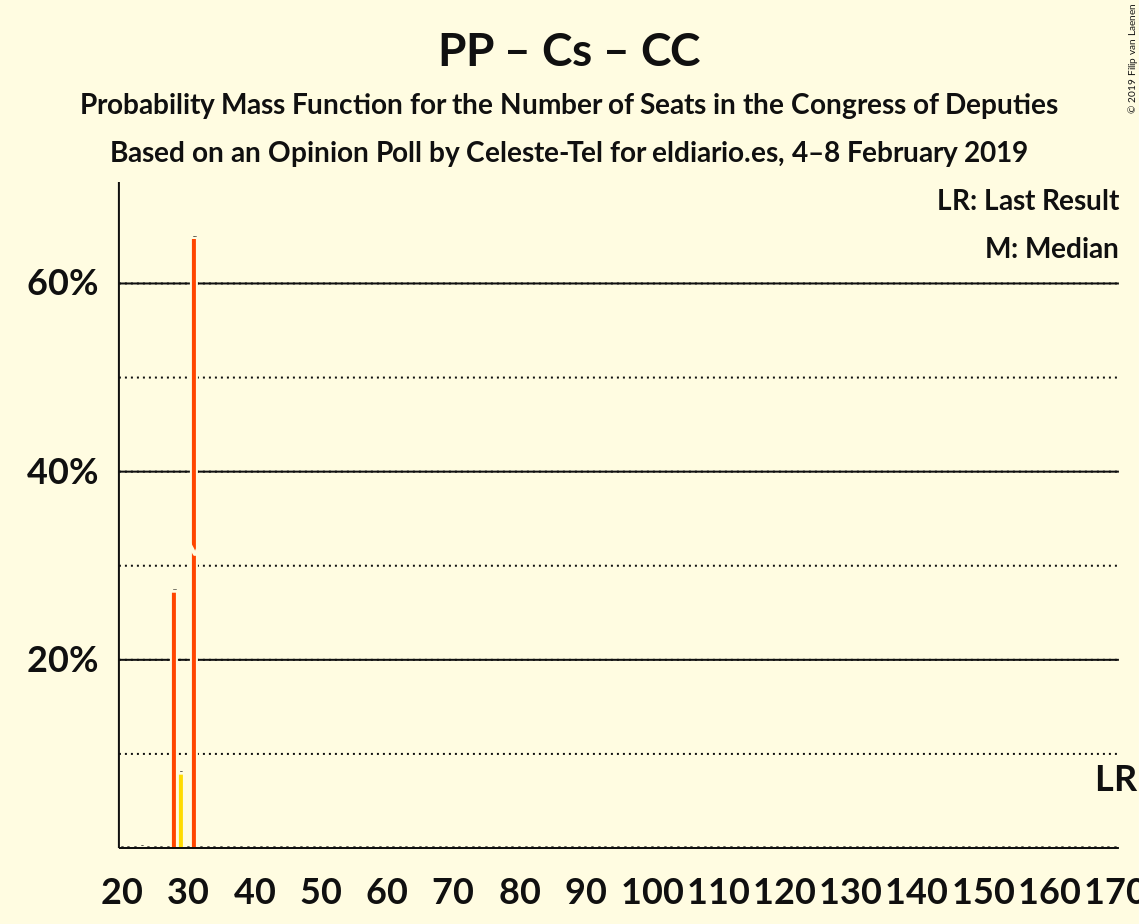 PP – Cs – CC
Probability Mass Function for the Number of Seats in the Congress of Deputies
Based on an Opinion Poll by Celeste-Tel for eldiario.es, 4–8 February 2019
© 2019 Filip van Laenen
LR: Last Result
M: Median
60%
40%
20%
LR
20 30 40 50 60 70 80 90 100 110 120 130 140 150 160 170